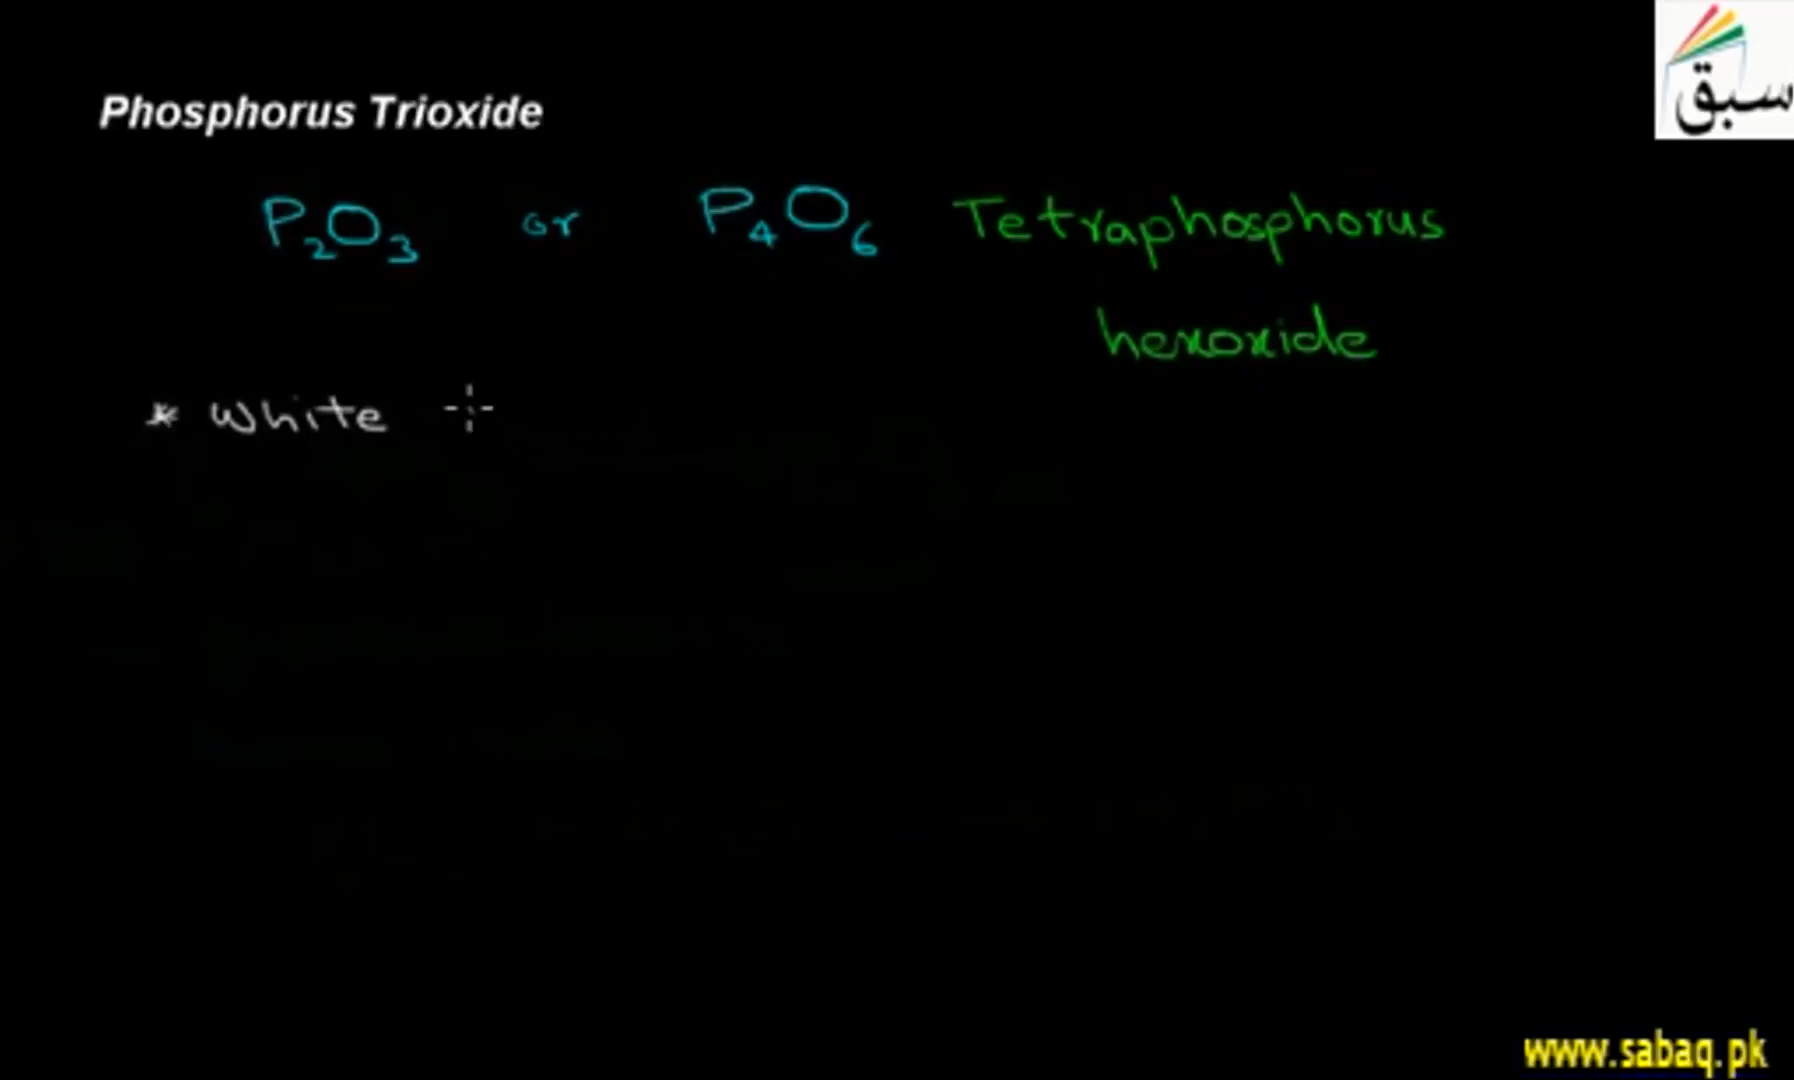 سبق
Phosphorus Trioxide
P₂O₃ or P₄O₆ Tetraphosphorus
hexoxide
* White
www.sabaq.pk